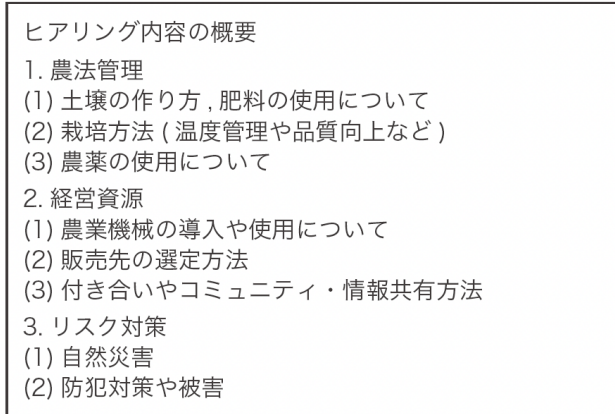 ヒアリング内容の概要
1. 農法管理
(1) 土壌の作り方 , 肥料の使用について
(2) 栽培方法 ( 温度管理や品質向上など )
(3) 農薬の使用について
2. 経営資源
(1) 農業機械の導入や使用について
(2) 販売先の選定方法
(3) 付き合いやコミュニティ・情報共有方法
3. リスク対策
(1) 自然災害
(2) 防犯対策や被害